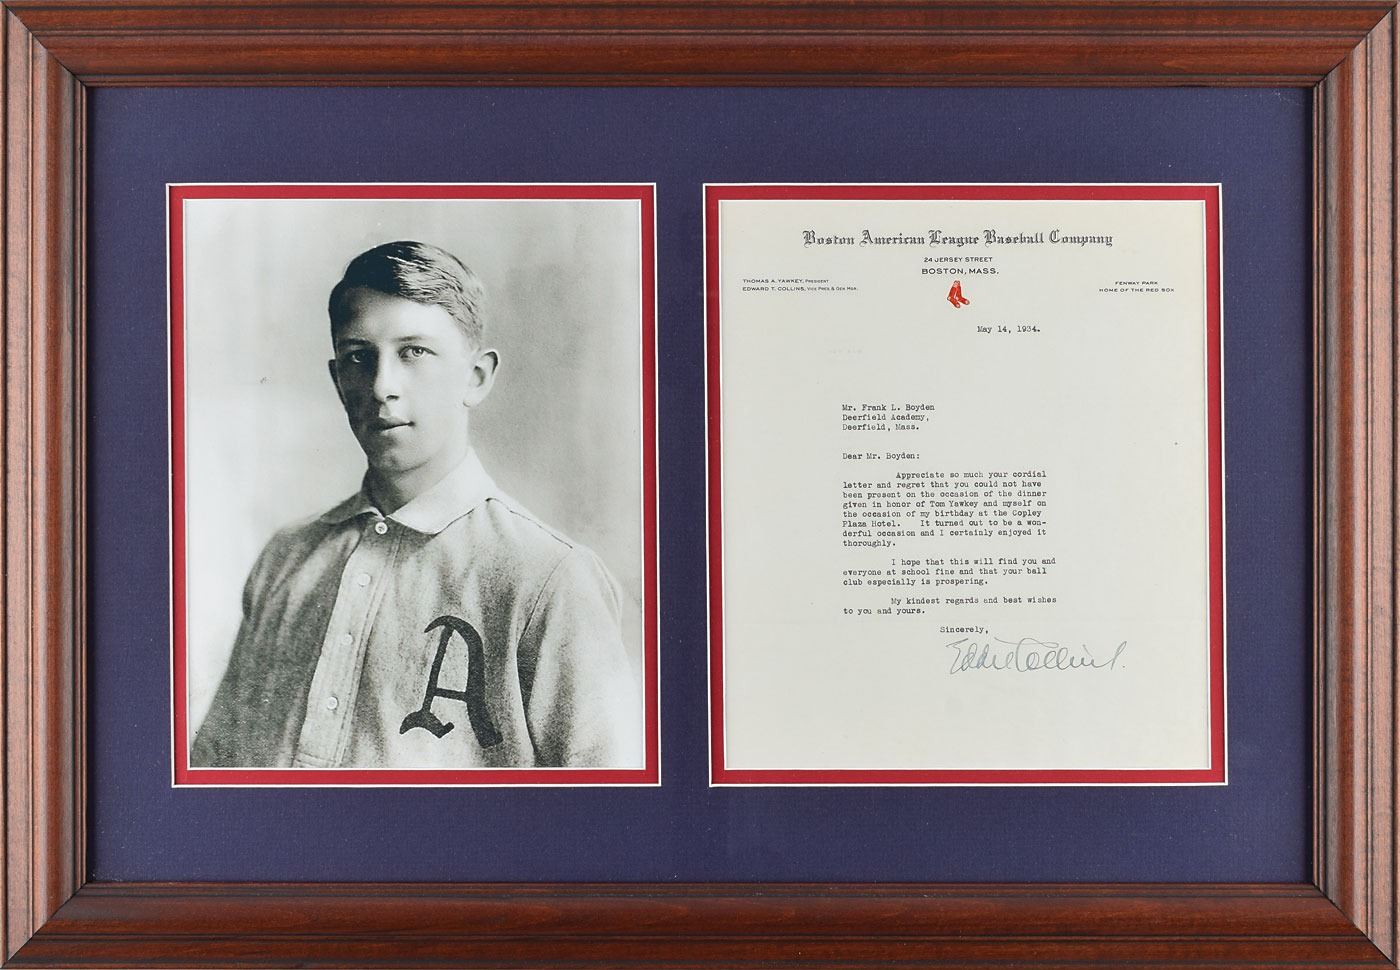 A
Boston American League Baseball Company
24 JERSEY STREET
BOSTON, MASS.
THOMAS A. YAWKEY, PRESIDENT
EDWARD T. COLLINS, VICE PRES. & GEN. MGR.
FENWAY PARK
HOME OF THE RED SOX
May 14, 1934.
Mr. Frank L. Boyden
Deerfield Academy,
Deerfield, Mass.
Dear Mr. Boyden:
Appreciate so much your cordial
letter and regret that you could not have
been present on the occasion of the dinner
given in honor of Tom Yawkey and myself on
the occasion of my birthday at the Copley
Plaza Hotel. It turned out to be a won-
derful occasion and I certainly enjoyed it
thoroughly.
I hope that this will find you and
everyone at school fine and that your ball
club especially is prospering.
My kindest regards and best wishes
to you and yours.
Sincerely,
Eddie Collins.